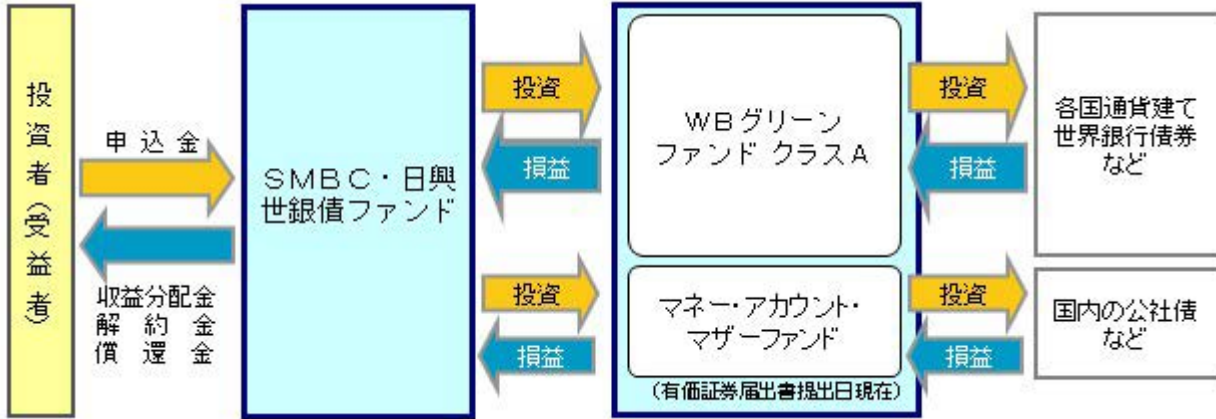 投資者(受益者)
申込金
収益分配金
解約金
償還金
SMBC・日興
世銀債ファンド
投資
損益
投資
損益
WBグリーン
ファンド クラスA
マネー・アカウント・
マザーファンド
(有価証券届出書提出日現在)
投資
損益
投資
損益
各国通貨建て
世界銀行債券
など
国内の公社債
など